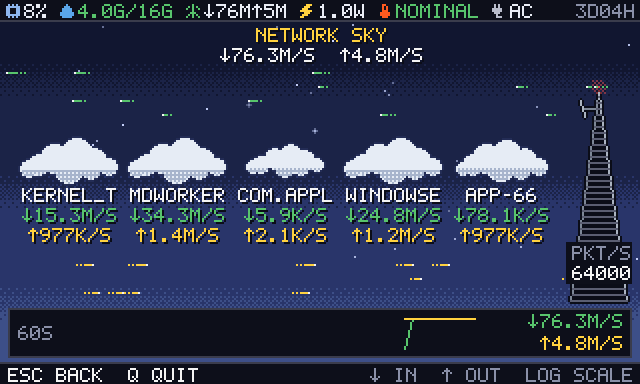 8% 4.0G/16G ↓76M↑5M 1.0W NOMINAL AC 3D04H
NETWORK SKY
↓76.3M/S ↑4.8M/S
KERNEL_T MDWORKER COM.APPL WINDOWSE APP-66
↓15.3M/S ↓34.3M/S ↓5.9K/S ↓24.8M/S ↓78.1K/S
↑977K/S ↑1.4M/S ↑2.1K/S ↑1.2M/S ↑977K/S
PKT/S
64000
60S
↓76.3M/S
↑4.8M/S
ESC BACK Q QUIT ↓ IN ↑ OUT LOG SCALE